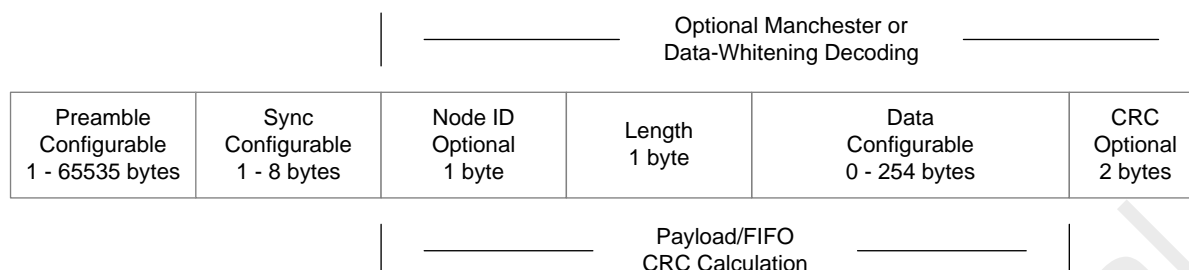 Optional Manchester or
Data-Whitening Decoding
Preamble
Configurable
1 - 65535 bytes
Sync
Configurable
1 - 8 bytes
Node ID
Optional
1 byte
Length
1 byte
Data
Configurable
0 - 254 bytes
CRC
Optional
2 bytes
Payload/FIFO
CRC Calculation